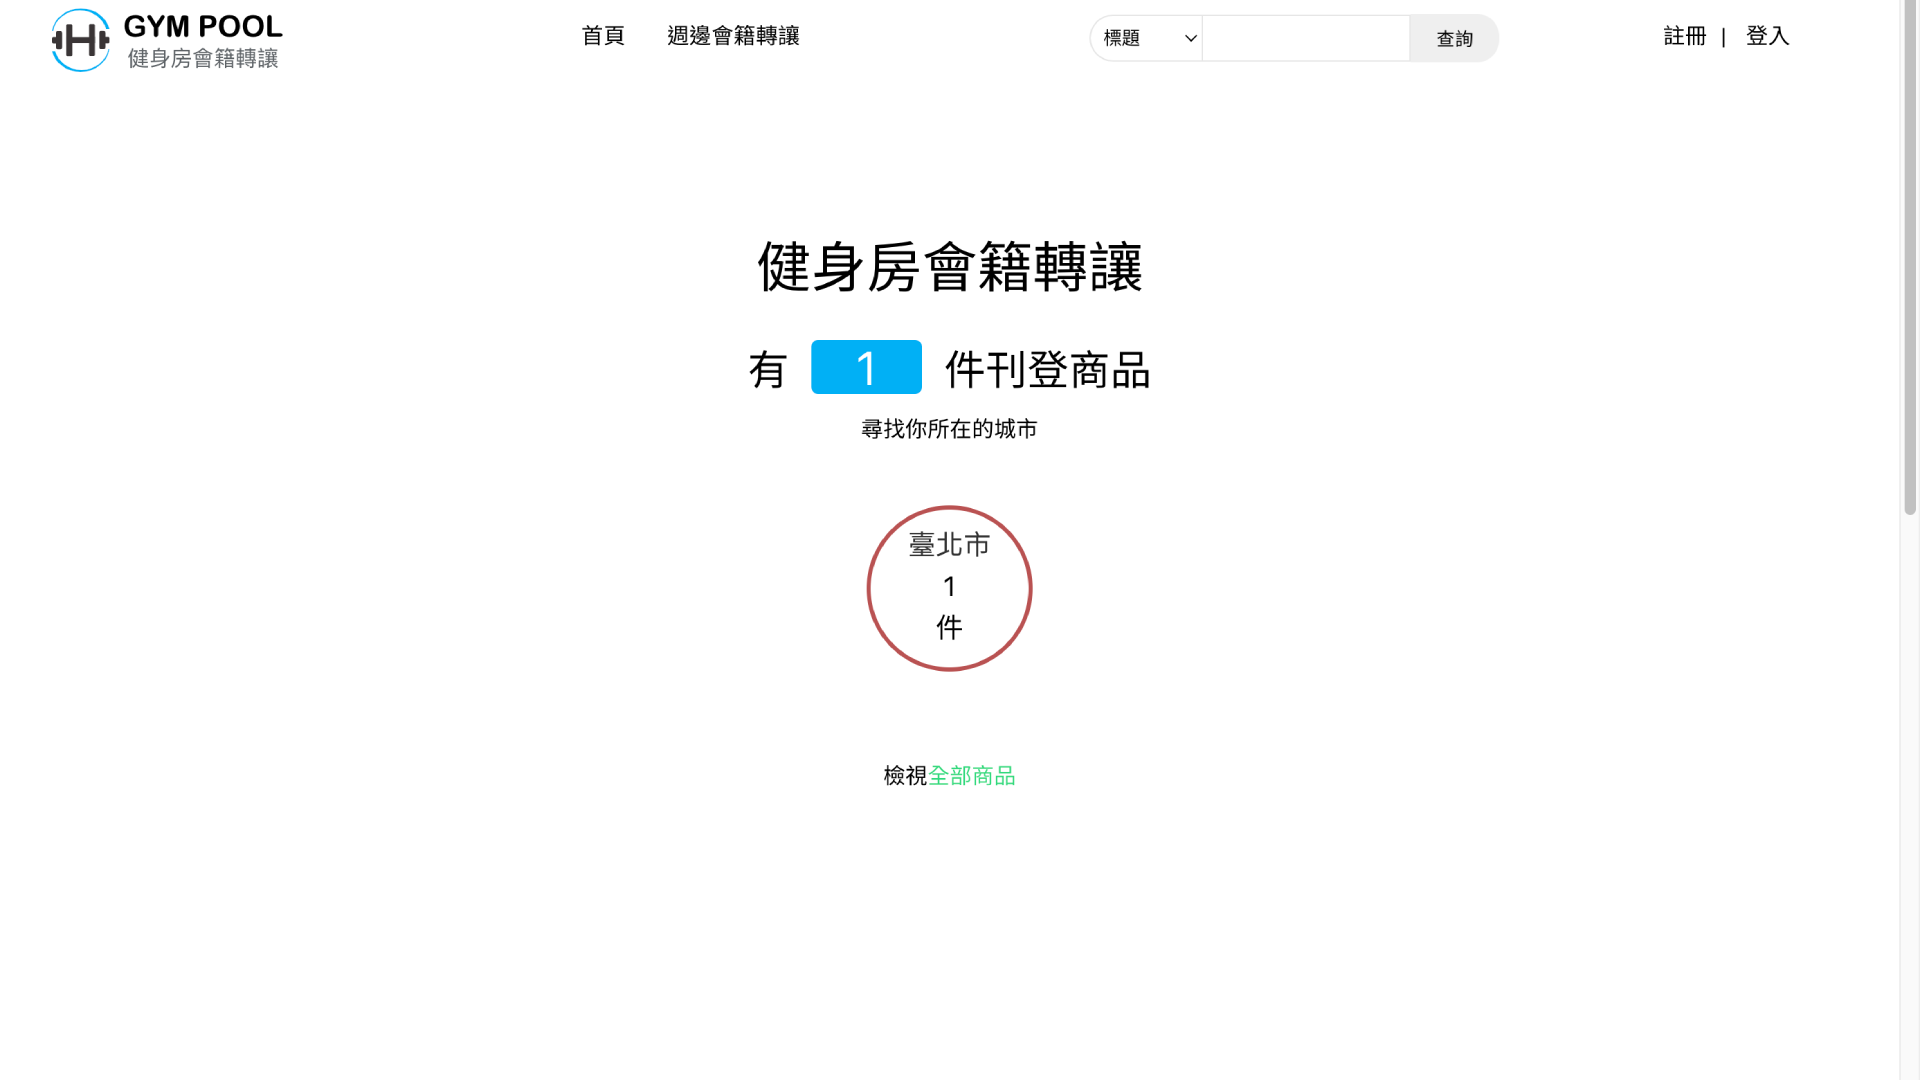 GYM POOL
健身房會籍轉讓
首頁
週邊會籍轉讓
標題
查詢
註冊 | 登入
健身房會籍轉讓
有 1 件刊登商品
尋找你所在的城市
臺北市
1
件
檢視全部商品